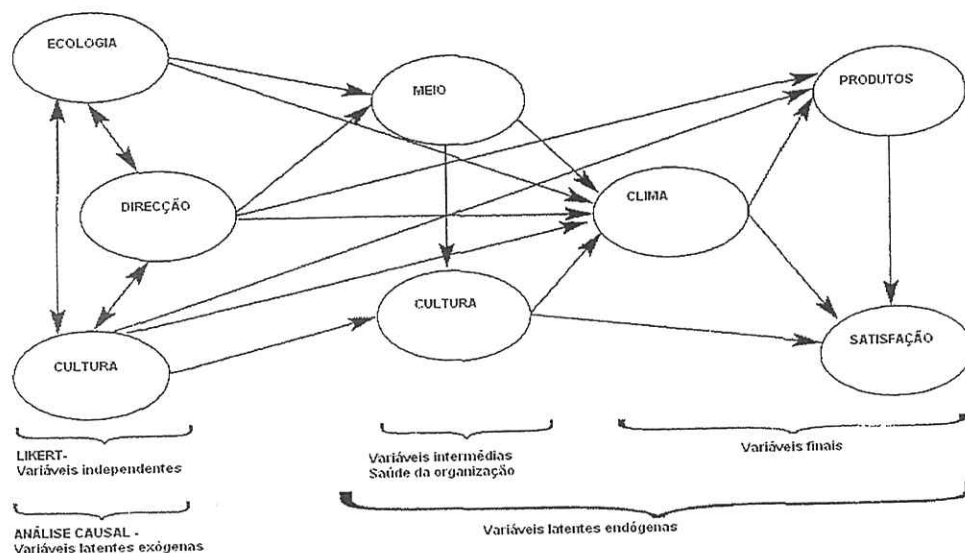 ECOLOGIA
MEIO
PRODUTOS
DIRECÇÃO
CLIMA
CULTURA
CULTURA
SATISFAÇÃO
LIKERT-
Variáveis independentes
Variáveis intermédias
Saúde da organização
Variáveis finais
ANÁLISE CAUSAL -
Variáveis latentes exógenas
Variáveis latentes endógenas